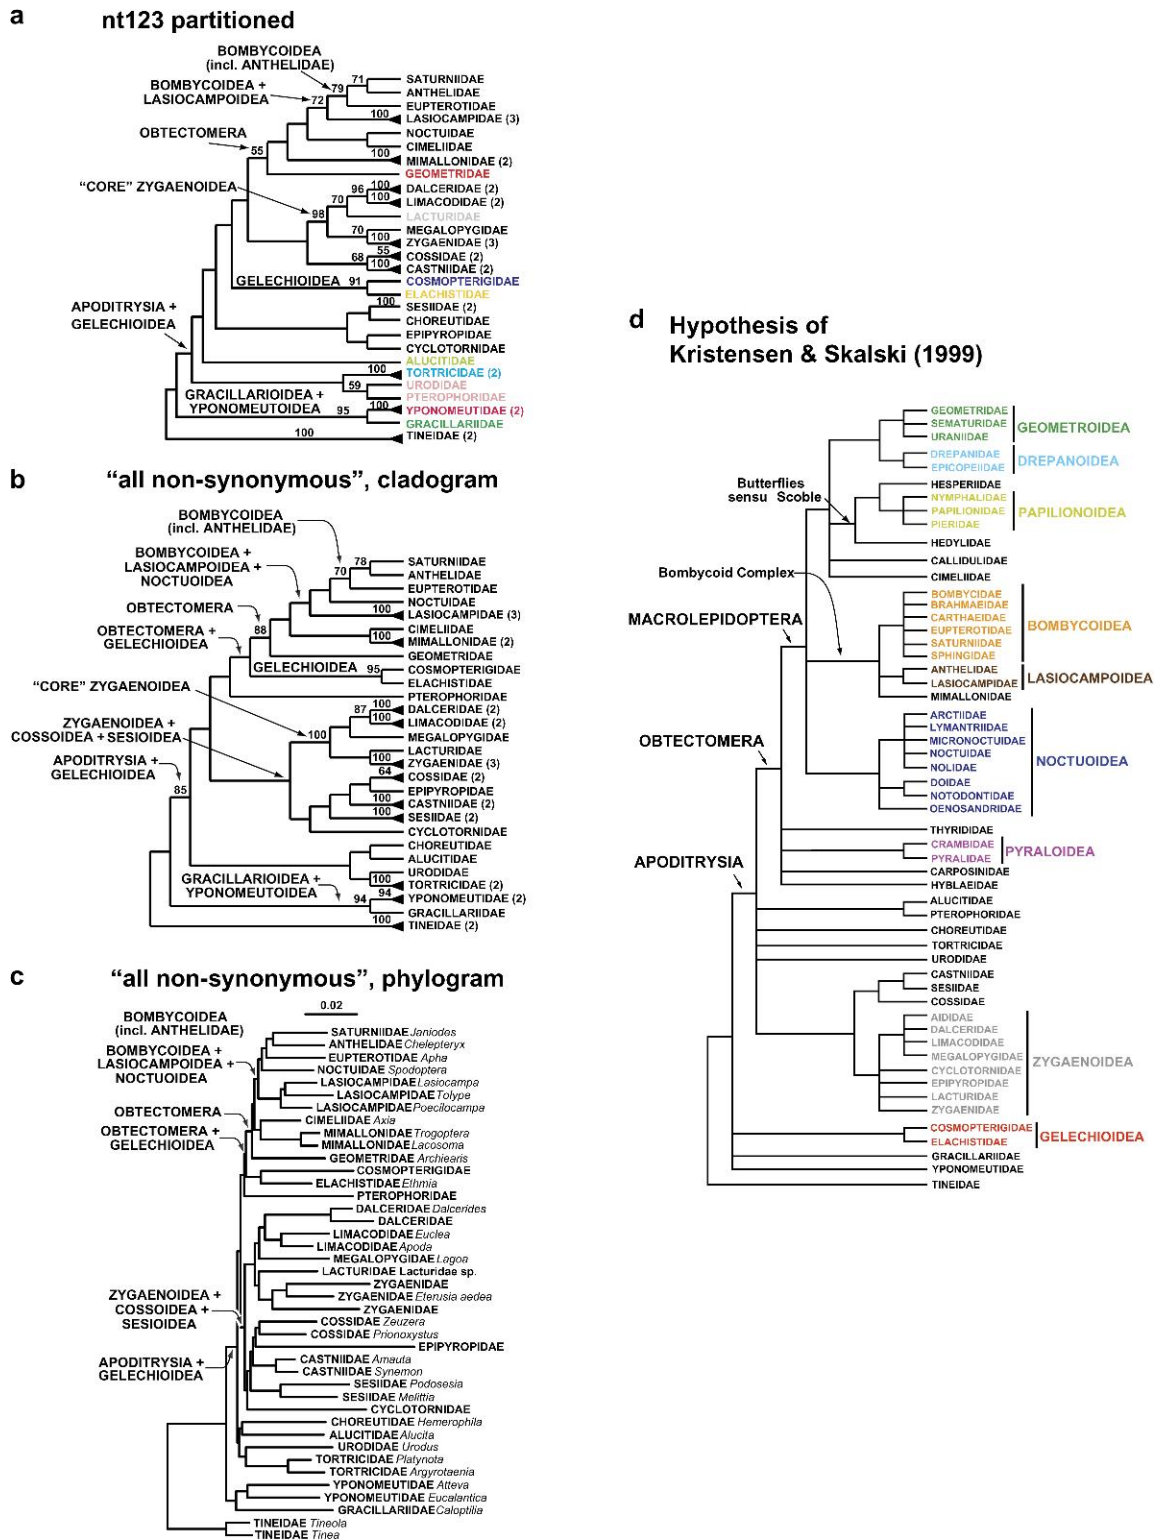 a
nt123 partitioned
BOMBYCOIDEA
(incl. ANTHELIDAE)
BOMBYCOIDEA +
LASIOCAMPOIDEA
OBTECTOMERA
"CORE" ZYGAENOIDEA
GELECHIOIDEA
APODITRYSIA +
GELECHIOIDEA
GRACILLARIOIDEA +
YPONOMEUTOIDEA
71
79
72
100
100
55
100
96
100
70
98
70
100
55
68
100
91
100
100
59
100
95
100
SATURNIIDAE
ANTHELIDAE
EUPTEROTIDAE
LASIOCAMPIDAE (3)
NOCTUIDAE
CIMELIIDAE
MIMALLONIDAE (2)
GEOMETRIDAE
DALCERIDAE (2)
LIMACODIDAE (2)
LACTURIDAE
MEGALOPYGIDAE
ZYGAENIDAE (3)
COSSIDAE (2)
CASTNIIDAE (2)
COSMOPTERIGIDAE
ELACHISTIDAE
SESIIDAE (2)
CHOREUTIDAE
EPIPYROPIDAE
CYCLOTORNIDAE
ALUCITIDAE
TORTRICIDAE (2)
URODIDAE
PTEROPHORIDAE
YPONOMEUTIDAE (2)
GRACILLARIIDAE
TINEIDAE (2)
b
"all non-synonymous", cladogram
BOMBYCOIDEA
(incl. ANTHELIDAE)
BOMBYCOIDEA +
LASIOCAMPOIDEA +
NOCTUOIDEA
OBTECTOMERA
OBTECTOMERA +
GELECHIOIDEA
GELECHIOIDEA
"CORE" ZYGAENOIDEA
ZYGAENOIDEA +
COSSOIDEA + SESIOIDEA
APODITRYSIA +
GELECHIOIDEA
GRACILLARIOIDEA +
YPONOMEUTOIDEA
78
70
100
100
88
95
100
87
100
100
100
64
100
100
85
100
94
94
100
SATURNIIDAE
ANTHELIDAE
EUPTEROTIDAE
NOCTUIDAE
LASIOCAMPIDAE (3)
CIMELIIDAE
MIMALLONIDAE (2)
GEOMETRIDAE
COSMOPTERIGIDAE
ELACHISTIDAE
PTEROPHORIDAE
DALCERIDAE (2)
LIMACODIDAE (2)
MEGALOPYGIDAE
LACTURIDAE
ZYGAENIDAE (3)
COSSIDAE (2)
EPIPYROPIDAE
CASTNIIDAE (2)
SESIIDAE (2)
CYCLOTORNIDAE
CHOREUTIDAE
ALUCITIDAE
URODIDAE
TORTRICIDAE (2)
YPONOMEUTIDAE (2)
GRACILLARIIDAE
TINEIDAE (2)
c
"all non-synonymous", phylogram
0.02
BOMBYCOIDEA
(incl. ANTHELIDAE)
BOMBYCOIDEA +
LASIOCAMPOIDEA +
NOCTUOIDEA
OBTECTOMERA
OBTECTOMERA +
GELECHIOIDEA
ZYGAENOIDEA +
COSSOIDEA +
SESIOIDEA
APODITRYSIA +
GELECHIOIDEA
SATURNIIDAE Janiodes
ANTHELIDAE Chelepteryx
EUPTEROTIDAE Apha
NOCTUIDAE Spodoptera
LASIOCAMPIDAE Lasiocampa
LASIOCAMPIDAE Tolype
LASIOCAMPIDAE Poecilocampa
CIMELIIDAE Axia
MIMALLONIDAE Trogoptera
MIMALLONIDAE Lacosoma
GEOMETRIDAE Archiearis
COSMOPTERIGIDAE
ELACHISTIDAE Ethmia
PTEROPHORIDAE
DALCERIDAE Dalcerides
DALCERIDAE
LIMACODIDAE Euclea
LIMACODIDAE Apoda
MEGALOPYGIDAE Lagoa
LACTURIDAE Lacturidae sp.
ZYGAENIDAE
ZYGAENIDAE Eterusia aedea
ZYGAENIDAE
COSSIDAE Zeuzera
COSSIDAE Prionoxystus
EPIPYROPIDAE
CASTNIIDAE Amauta
CASTNIIDAE Synemon
SESIIDAE Podosesia
SESIIDAE Melittia
CYCLOTORNIDAE
CHOREUTIDAE Hemerophila
ALUCITIDAE Alucita
URODIDAE Urodus
TORTRICIDAE Platynota
TORTRICIDAE Argyrotaenia
YPONOMEUTIDAE Atteva
YPONOMEUTIDAE Eucalantica
GRACILLARIIDAE Caloptilia
TINEIDAE Tineola
TINEIDAE Tinea
d
Hypothesis of
Kristensen & Skalski (1999)
Butterflies
sensu Scoble
Bombycoid Complex
MACROLEPIDOPTERA
OBTECTOMERA
APODITRYSIA
GEOMETRIDAE
SEMATURIDAE
URANIIDAE
GEOMETROIDEA
DREPANIDAE
EPICOPEIIDAE
DREPANOIDEA
HESPERIIDAE
NYMPHALIDAE
PAPILIONIDAE
PIERIDAE
PAPILIONOIDEA
HEDYLIDAE
CALLIDULIDAE
CIMELIIDAE
BOMBYCIDAE
BRAHMAEIDAE
CARTHAEIDAE
EUPTEROTIDAE
SATURNIIDAE
SPHINGIDAE
BOMBYCOIDEA
ANTHELIDAE
LASIOCAMPIDAE
LASIOCAMPOIDEA
MIMALLONIDAE
ARCTIIDAE
LYMANTRIIDAE
MICRONOCTUIDAE
NOCTUIDAE
NOLIDAE
DOIDAE
NOTODONTIDAE
OENOSANDRIDAE
NOCTUOIDEA
THYRIDIDAE
CRAMBIDAE
PYRALIDAE
PYRALOIDEA
CARPOSINIDAE
HYBLAEIDAE
ALUCITIDAE
PTEROPHORIDAE
CHOREUTIDAE
TORTRICIDAE
URODIDAE
CASTNIIDAE
SESIIDAE
COSSIDAE
AIDIDAE
DALCERIDAE
LIMACODIDAE
MEGALOPYGIDAE
CYCLOTORNIDAE
EPIPYROPIDAE
LACTURIDAE
ZYGAENIDAE
ZYGAENOIDEA
COSMOPTERIGIDAE
ELACHISTIDAE
GELECHIOIDEA
GRACILLARIIDAE
YPONOMEUTIDAE
TINEIDAE